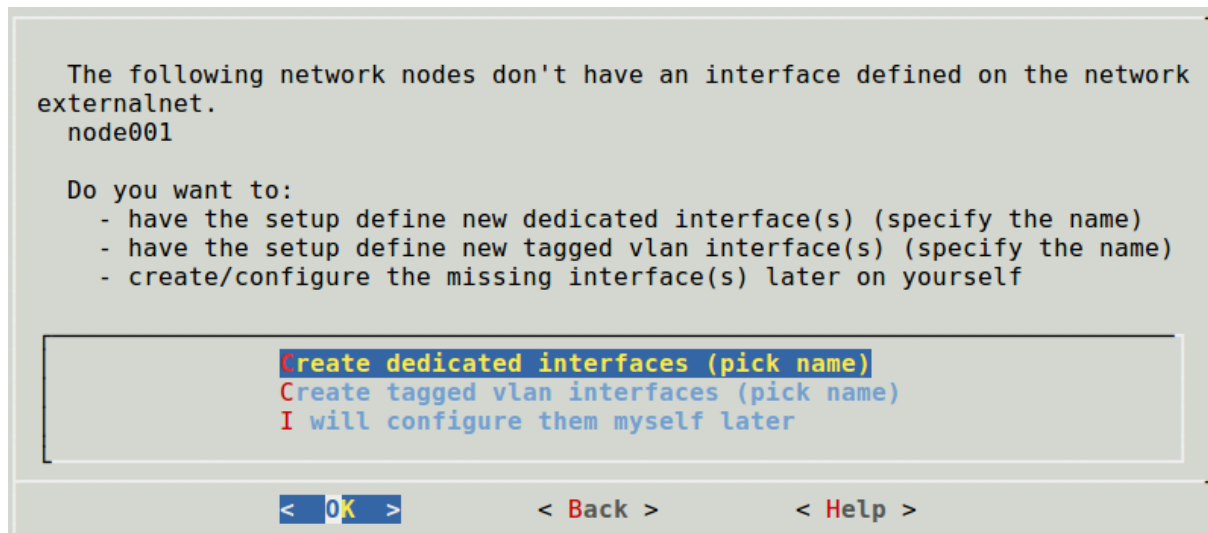 The following network nodes don't have an interface defined on the network
externalnet.
node001
Do you want to:
- have the setup define new dedicated interface(s) (specify the name)
- have the setup define new tagged vlan interface(s) (specify the name)
- create/configure the missing interface(s) later on yourself
Create dedicated interfaces (pick name)
Create tagged vlan interfaces (pick name)
I will configure them myself later
< OK > < Back > < Help >